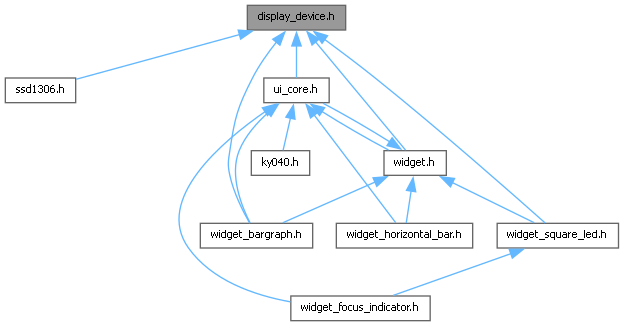 display_device.h
ssd1306.h
ui_core.h
ky040.h
widget.h
widget_bargraph.h
widget_horizontal_bar.h
widget_square_led.h
widget_focus_indicator.h